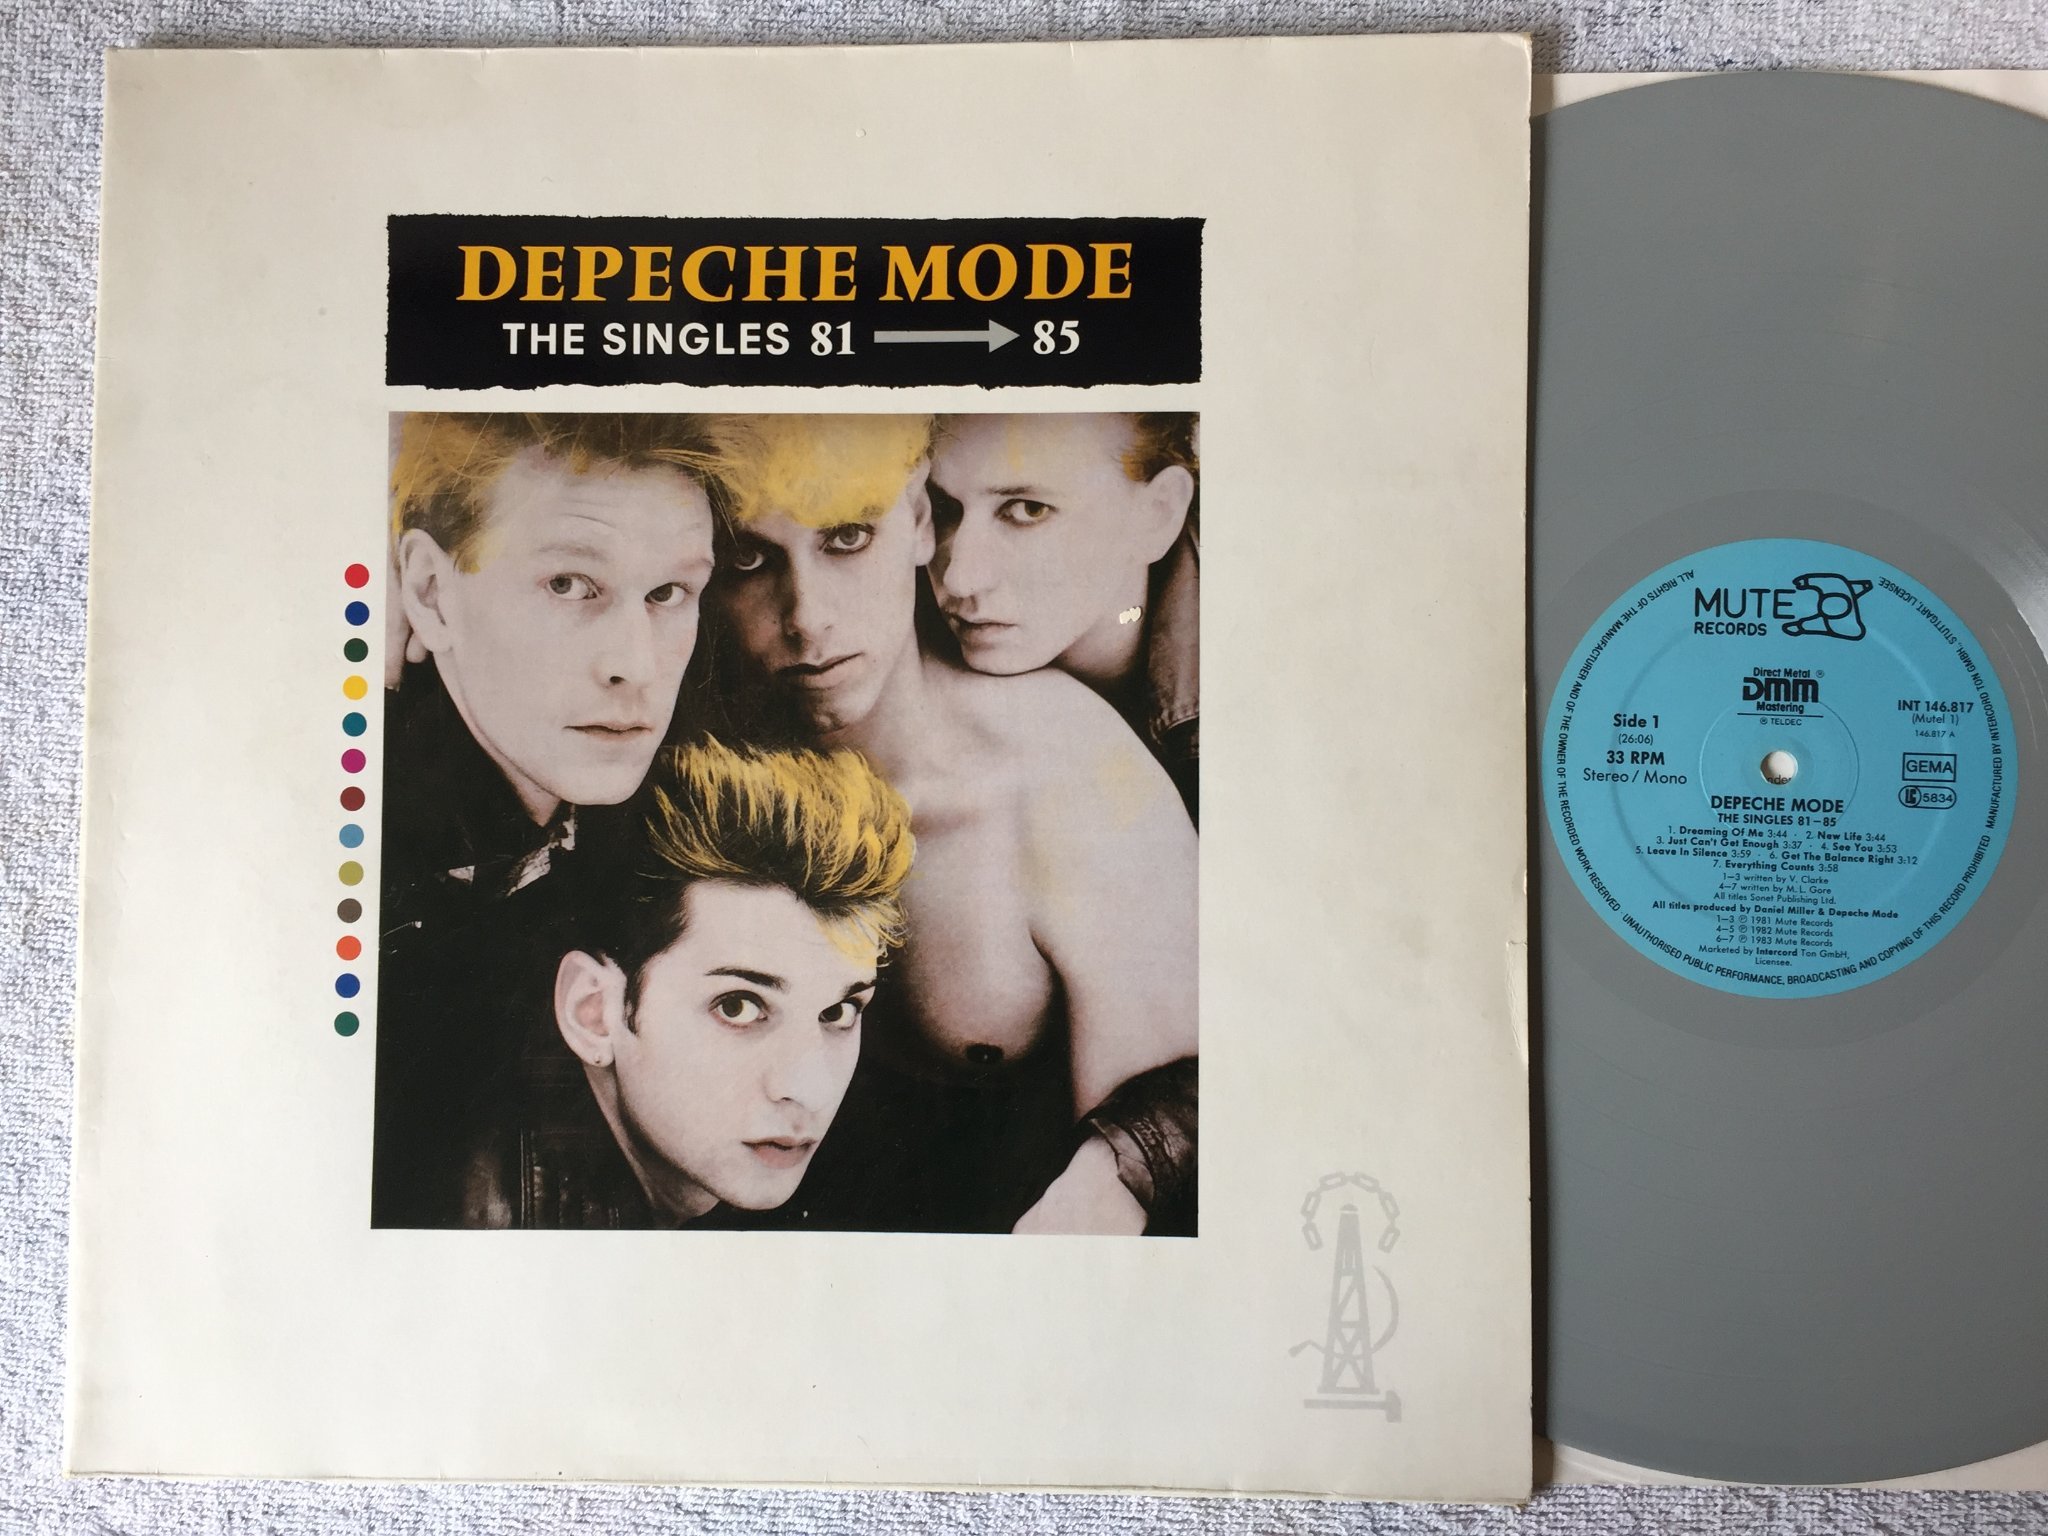 DEPECHE MODE
THE SINGLES 81 → 85
MUTE
RECORDS
Direct Metal ®
DMM
Mastering
℗ TELDEC
Side 1
(26:06)
33 RPM
Stereo / Mono
INT 146.817
(Mutel 1)
146.817 A
GEMA
LC 5834
DEPECHE MODE
THE SINGLES 81–85
1. Dreaming Of Me 3:44 · 2. New Life 3:44
3. Just Can't Get Enough 3:37 · 4. See You 3:53
5. Leave In Silence 3:59 · 6. Get The Balance Right 3:12
7. Everything Counts 3:58
1–3 written by V. Clarke
4–7 written by M. L. Gore
All titles Sonet Publishing Ltd.
All titles produced by Daniel Miller & Depeche Mode
1–3 ℗ 1981 Mute Records
4–5 ℗ 1982 Mute Records
6–7 ℗ 1983 Mute Records
Marketed by Intercord Ton GmbH,
Licensee.
ALL RIGHTS OF THE MANUFACTURER AND OF THE OWNER OF THE RECORDED WORK RESERVED · UNAUTHORISED PUBLIC PERFORMANCE, BROADCASTING AND COPYING OF THIS RECORD PROHIBITED · MANUFACTURED BY INTERCORD TON GMBH, STUTTGART, LICENSEE.